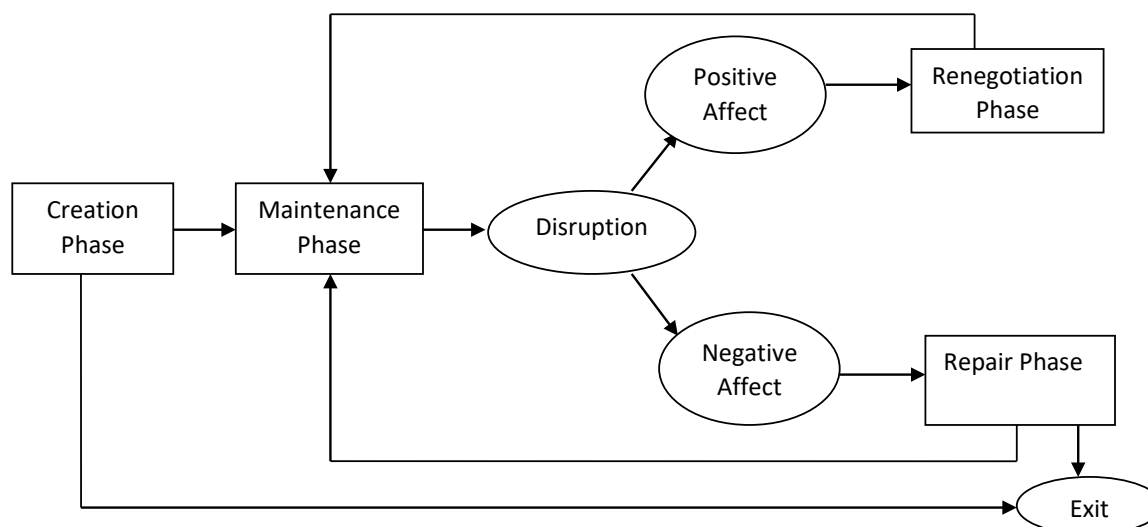 Positive
Affect
Renegotiation
Phase
Creation
Phase
Maintenance
Phase
Disruption
Negative
Affect
Repair Phase
Exit